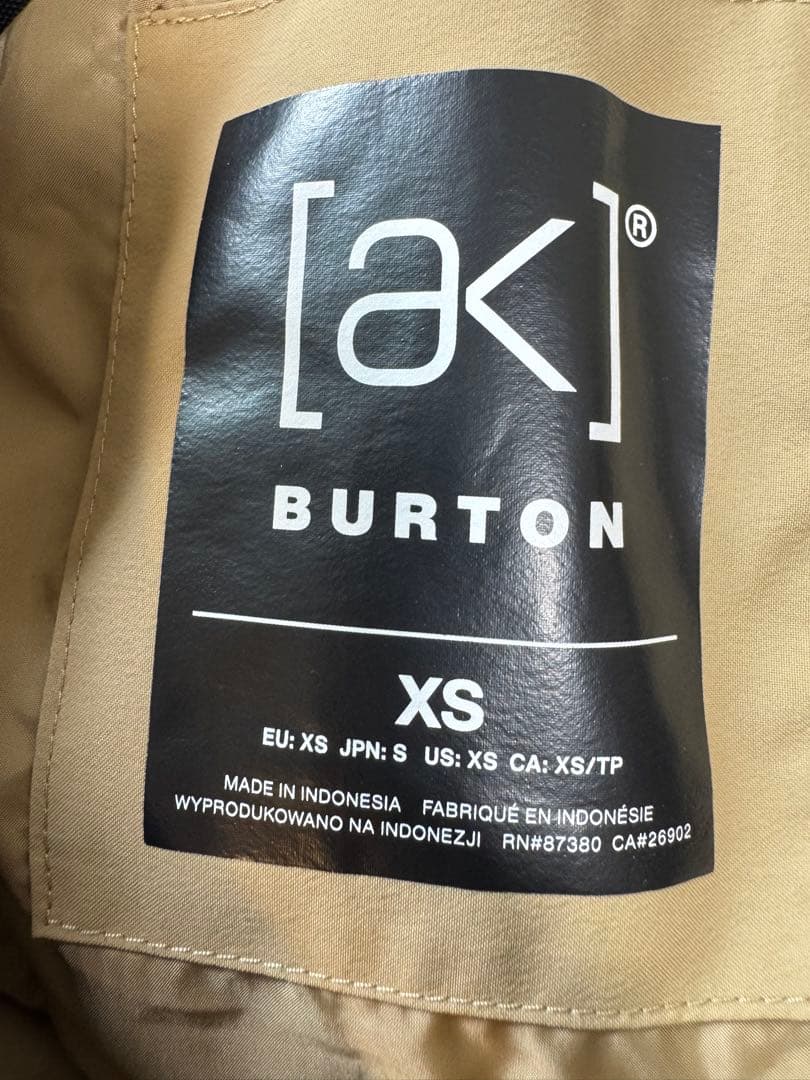 [ak]®
BURTON
XS
EU: XS JPN: S US: XS CA: XS/TP
MADE IN INDONESIA FABRIQUÉ EN INDONÉSIE
WYPRODUKOWANO NA INDONEZJI RN#87380 CA#26902